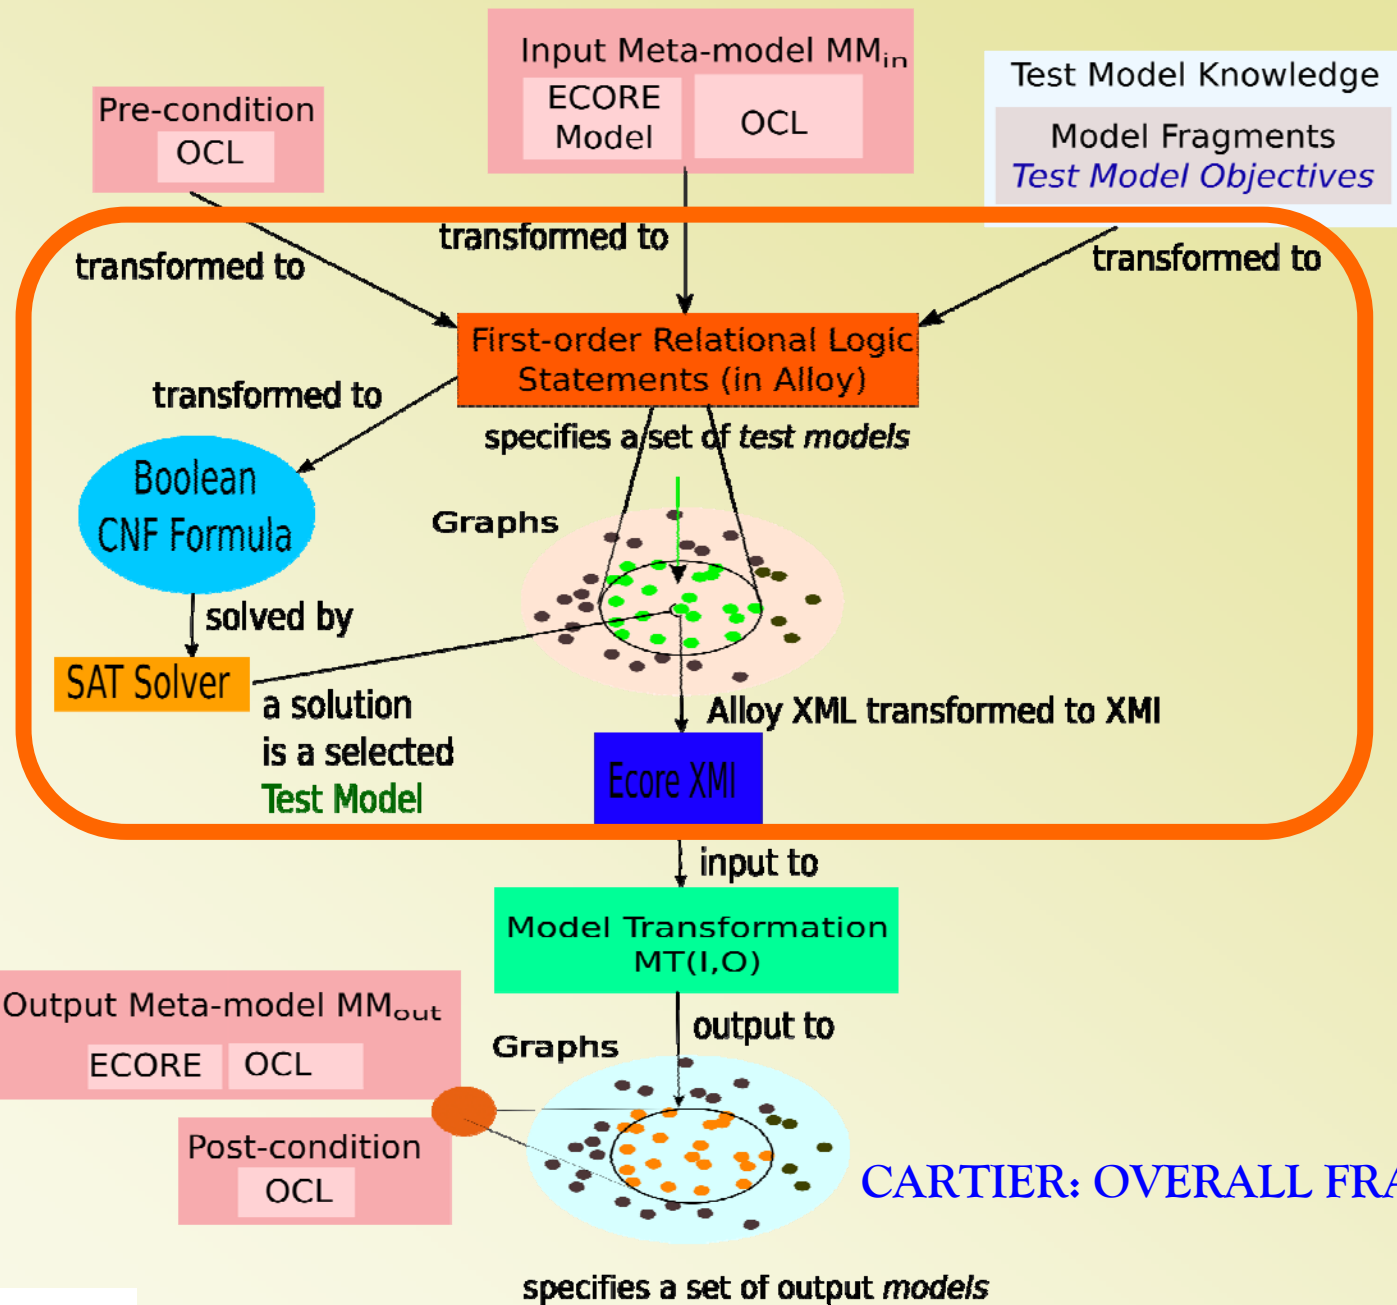 Input Meta-model MMin
ECORE
Model
OCL
Test Model Knowledge
Model Fragments
Test Model Objectives
Pre-condition
OCL
transformed to
transformed to
transformed to
First-order Relational Logic
Statements (in Alloy)
transformed to
specifies a set of test models
Boolean
CNF Formula
Graphs
solved by
SAT Solver
a solution
is a selected
Test Model
Alloy XML transformed to XMI
Ecore XMI
input to
Model Transformation
MT(I,O)
Output Meta-model MMout
ECORE
OCL
output to
Graphs
Post-condition
OCL
CARTIER: OVERALL FRA
specifies a set of output models